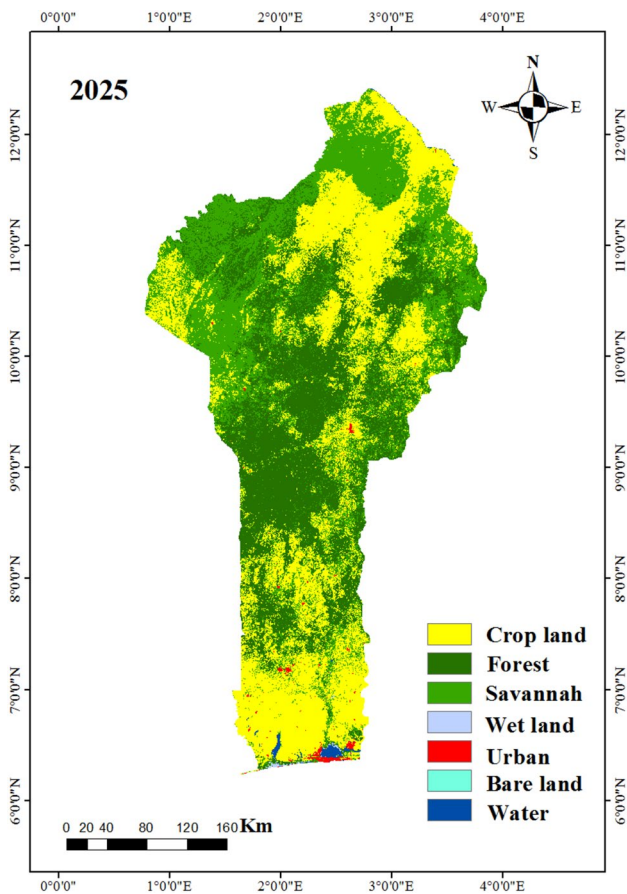 0°0'0" 1°0'0"E 2°0'0"E 3°0'0"E 4°0'0"E
2025
N
W E
S
12°0'0"N 12°0'0"N
11°0'0"N 11°0'0"N
10°0'0"N 10°0'0"N
9°0'0"N 9°0'0"N
8°0'0"N 8°0'0"N
7°0'0"N 7°0'0"N
6°0'0"N 6°0'0"N
Crop land
Forest
Savannah
Wet land
Urban
Bare land
Water
0 20 40 80 120 160 Km
0°0'0" 1°0'0"E 2°0'0"E 3°0'0"E 4°0'0"E